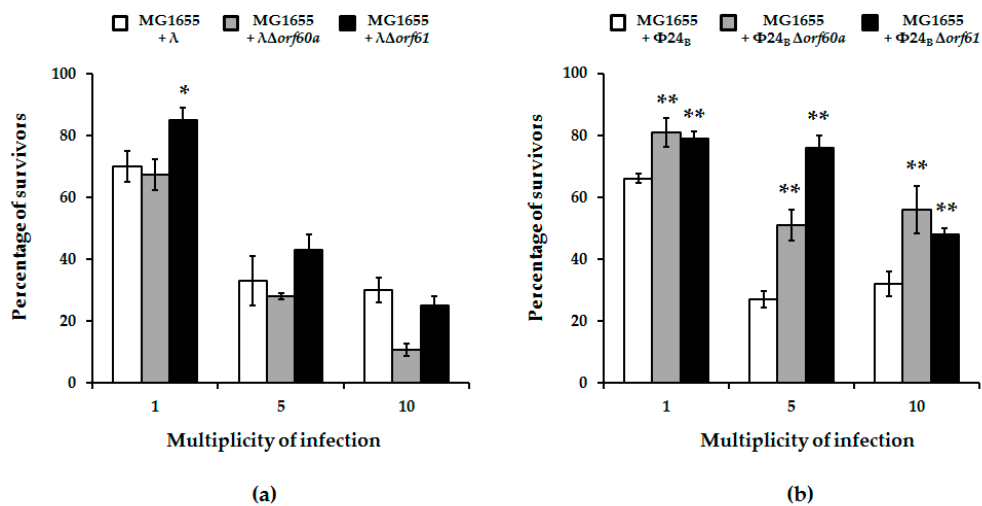 MG1655 + λ
MG1655 + λΔorf60a
MG1655 + λΔorf61
Percentage of survivors
100
80
60
40
20
0
*
1
5
10
Multiplicity of infection
(a)
MG1655 + Φ24B
MG1655 + Φ24B Δorf60a
MG1655 + Φ24B Δorf61
Percentage of survivors
100
80
60
40
20
0
**
**
**
**
**
**
1
5
10
Multiplicity of infection
(b)